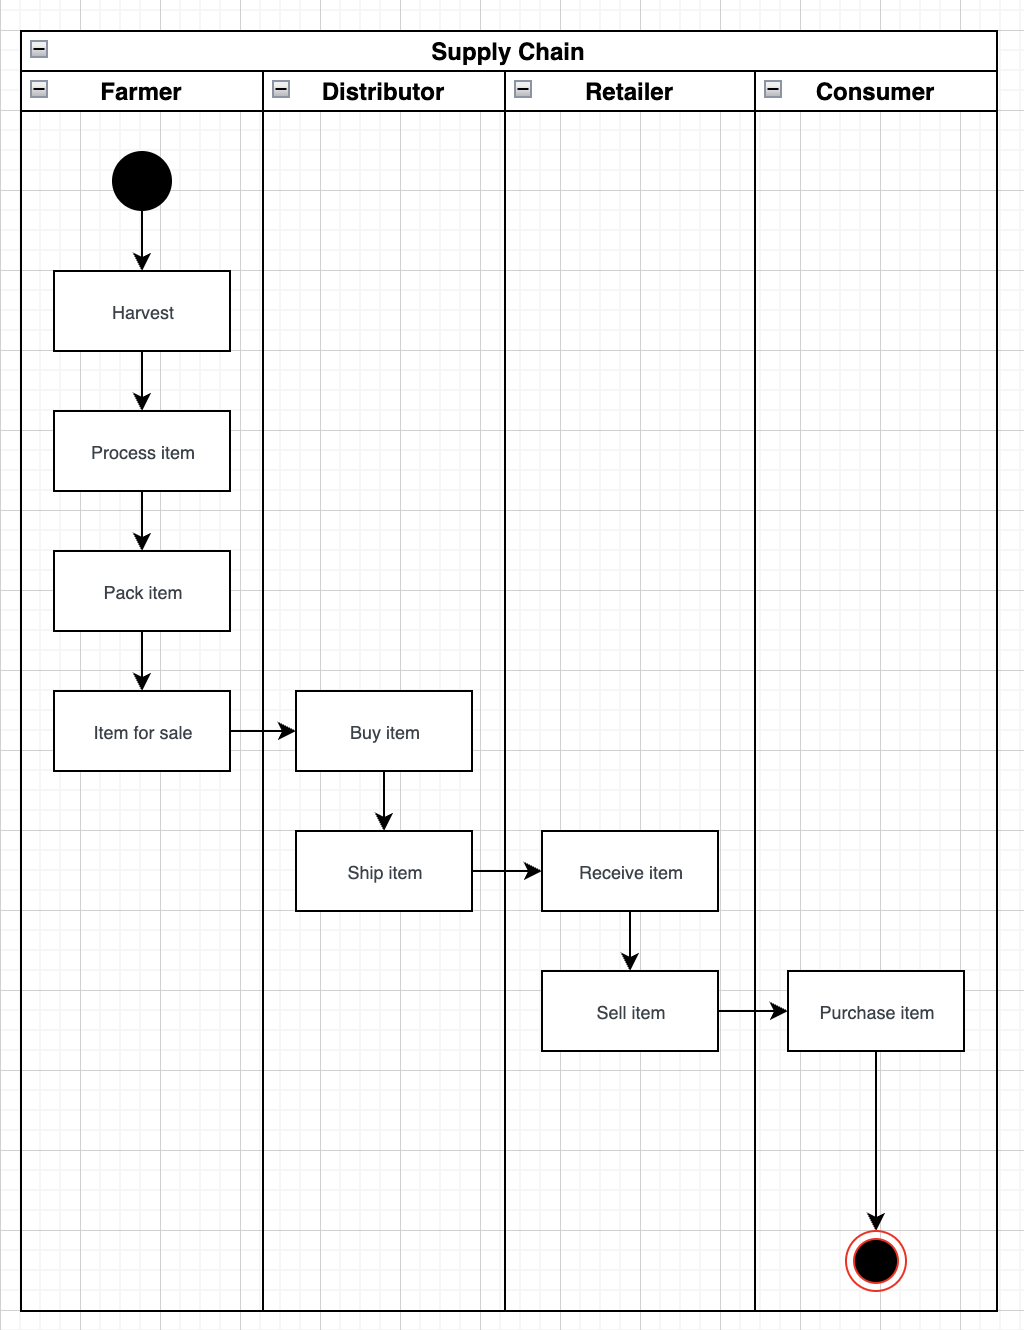 Supply Chain
Farmer
Distributor
Retailer
Consumer
Harvest
Process item
Pack item
Item for sale
Buy item
Ship item
Receive item
Sell item
Purchase item